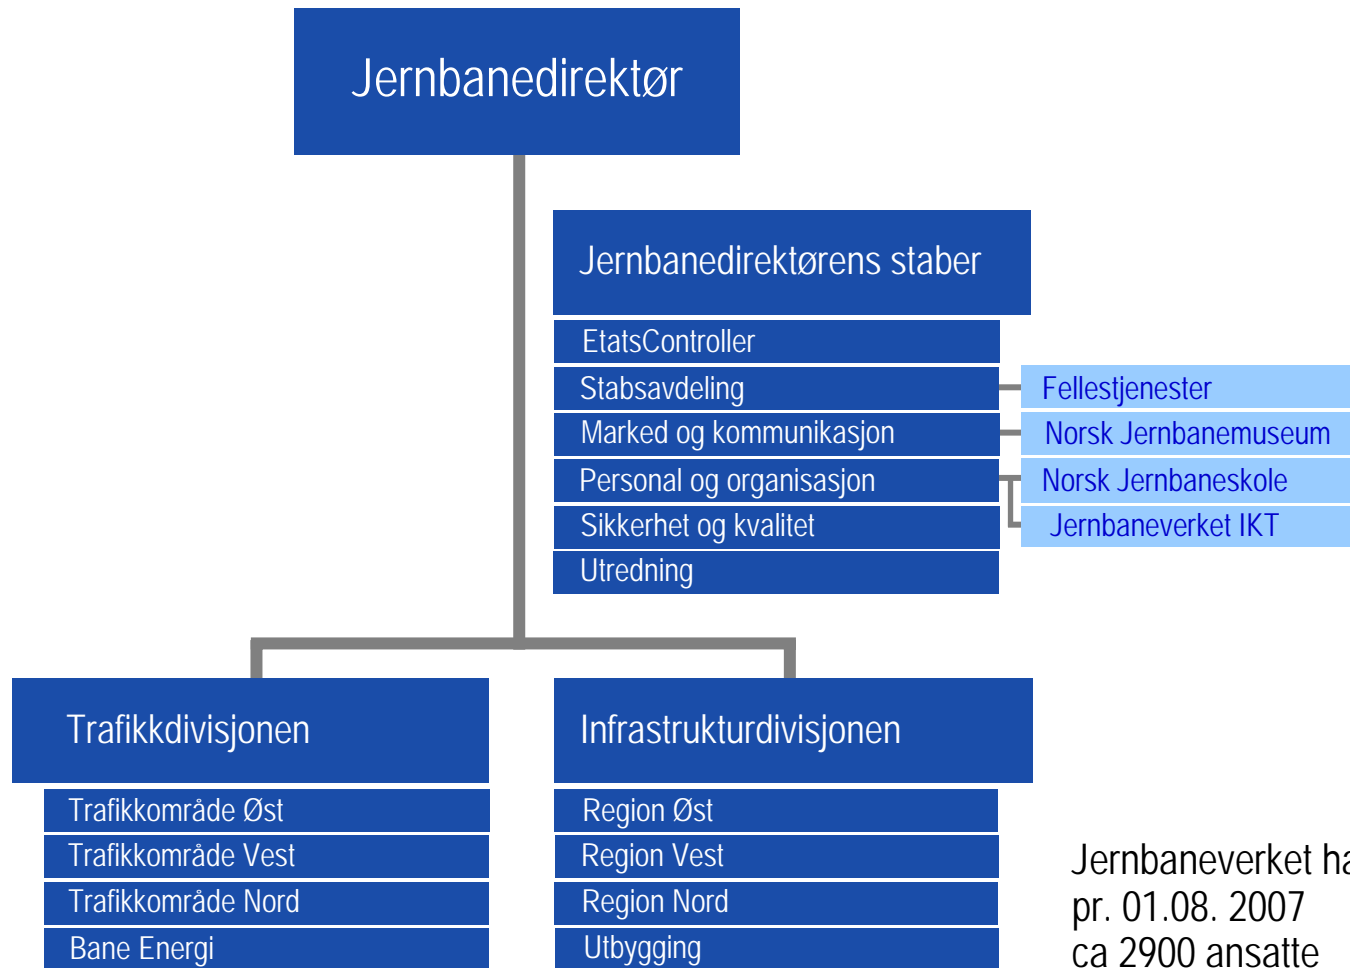 Jernbanedirektør
Jernbanedirektørens staber
EtatsController
Stabsavdeling
Fellestjenester
Marked og kommunikasjon
Norsk Jernbanemuseum
Personal og organisasjon
Norsk Jernbaneskole
Sikkerhet og kvalitet
Jernbaneverket IKT
Utredning
Trafikkdivisjonen
Trafikkområde Øst
Trafikkområde Vest
Trafikkområde Nord
Bane Energi
Infrastrukturdivisjonen
Region Øst
Region Vest
Region Nord
Utbygging
Jernbaneverket
pr. 01.08. 2007
ca 2900 ansatte